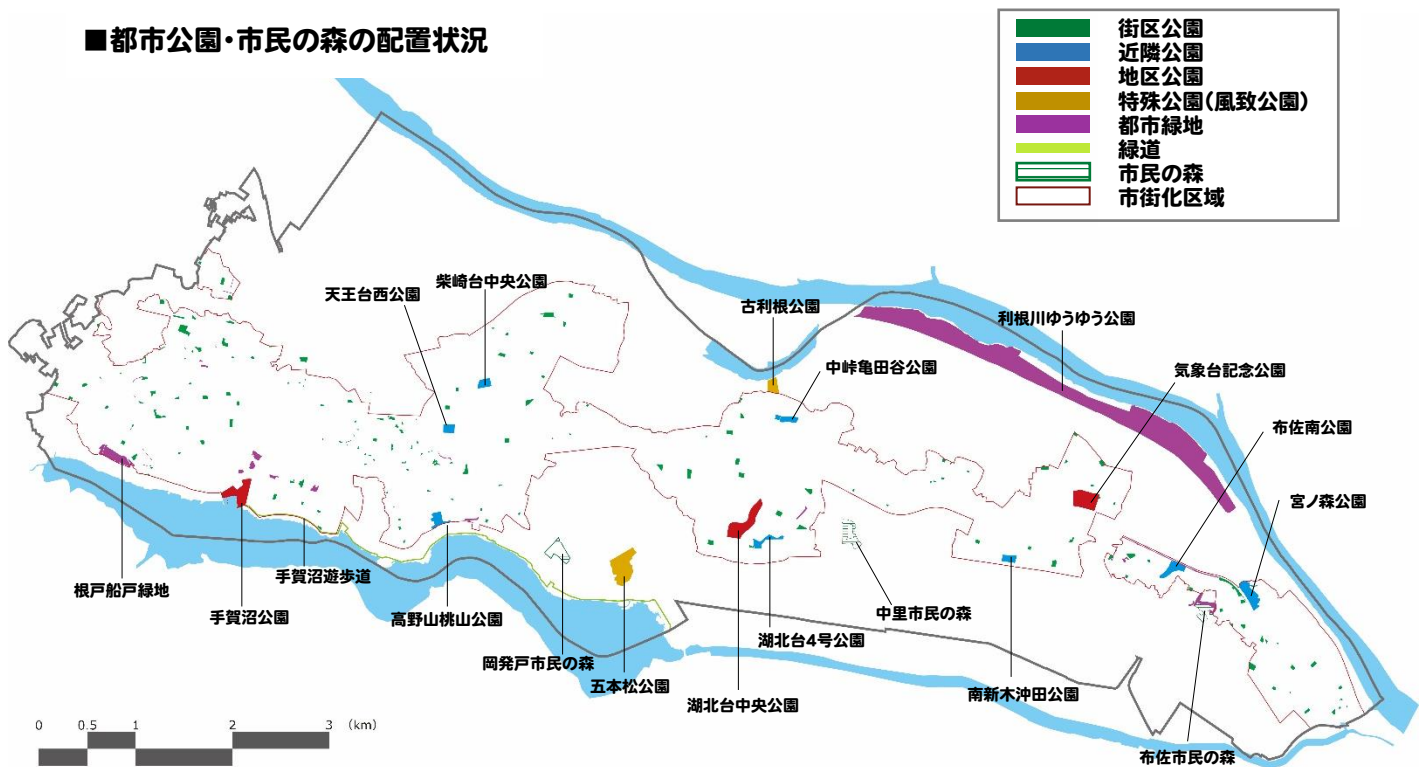 ■都市公園・市民の森の配置状況
街区公園
近隣公園
地区公園
特殊公園(風致公園)
都市緑地
緑道
市民の森
市街化区域
柴崎台中央公園
天王台西公園
古利根公園
利根川ゆうゆう公園
中峠亀田谷公園
気象台記念公園
布佐南公園
宮ノ森公園
根戸船戸緑地
手賀沼遊歩道
手賀沼公園
高野山桃山公園
岡発戸市民の森
五本松公園
中里市民の森
湖北台4号公園
湖北台中央公園
南新木沖田公園
布佐市民の森
0 0.5 1 2 3 (km)